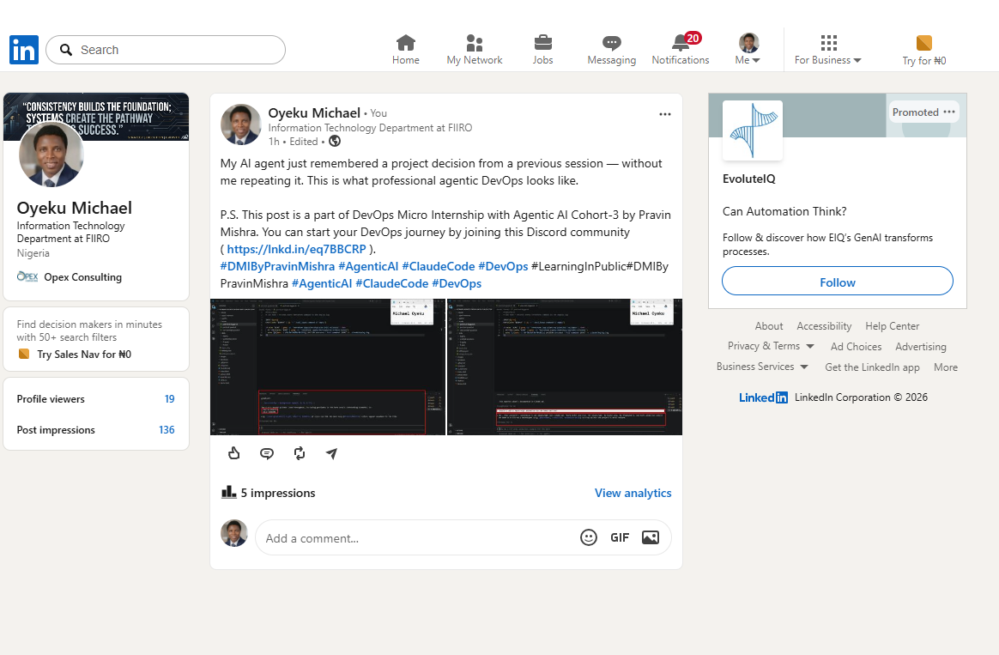 in
Search
Home
My Network
Jobs
Messaging
20
Notifications
Me
For Business
Try for ₦0
"CONSISTENCY BUILDS THE FOUNDATION;
SYSTEMS CREATE THE PATHWAY
SUCCESS."
Oyeku Michael
Information Technology
Department at FIIRO
Nigeria
OPEX
Opex Consulting
Find decision makers in minutes
with 50+ search filters
Try Sales Nav for ₦0
Profile viewers 19
Post impressions 136
Oyeku Michael • You
Information Technology Department at FIIRO
1h • Edited •
My AI agent just remembered a project decision from a previous session — without
me repeating it. This is what professional agentic DevOps looks like.
P.S. This post is a part of DevOps Micro Internship with Agentic AI Cohort-3 by Pravin
Mishra. You can start your DevOps journey by joining this Discord community
( https://lnkd.in/eq7BBCRP ).
#DMIByPravinMishra #AgenticAI #ClaudeCode #DevOps #LearningInPublic#DMIBy
PravinMishra #AgenticAI #ClaudeCode #DevOps
Michael Oyeku
Michael Oyeku
5 impressions
View analytics
Add a comment...
GIF
Promoted
EvoluteIQ
Can Automation Think?
Follow & discover how EIQ's GenAI transforms
processes.
Follow
About Accessibility Help Center
Privacy & Terms Ad Choices Advertising
Business Services Get the LinkedIn app More
LinkedIn LinkedIn Corporation © 2026